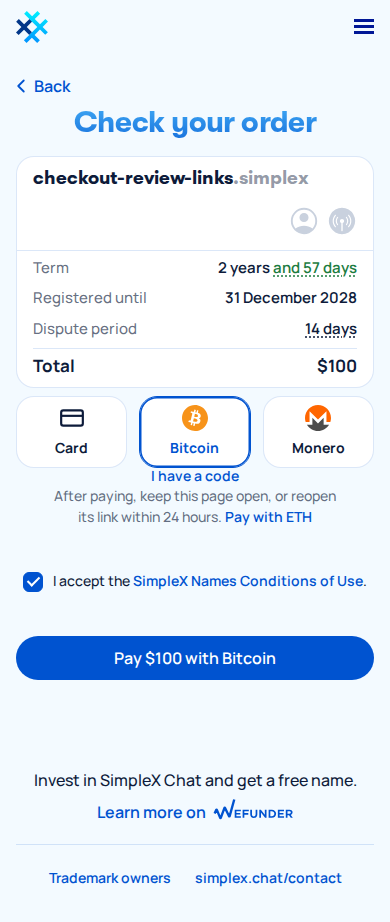 Back
Check your order
checkout-review-links.simplex
Term 2 years and 57 days
Registered until 31 December 2028
Dispute period 14 days
Total $100
Card Bitcoin Monero
I have a code
After paying, keep this page open, or reopen
its link within 24 hours. Pay with ETH
I accept the SimpleX Names Conditions of Use.
Pay $100 with Bitcoin
Invest in SimpleX Chat and get a free name.
Learn more on WEFUNDER
Trademark owners simplex.chat/contact